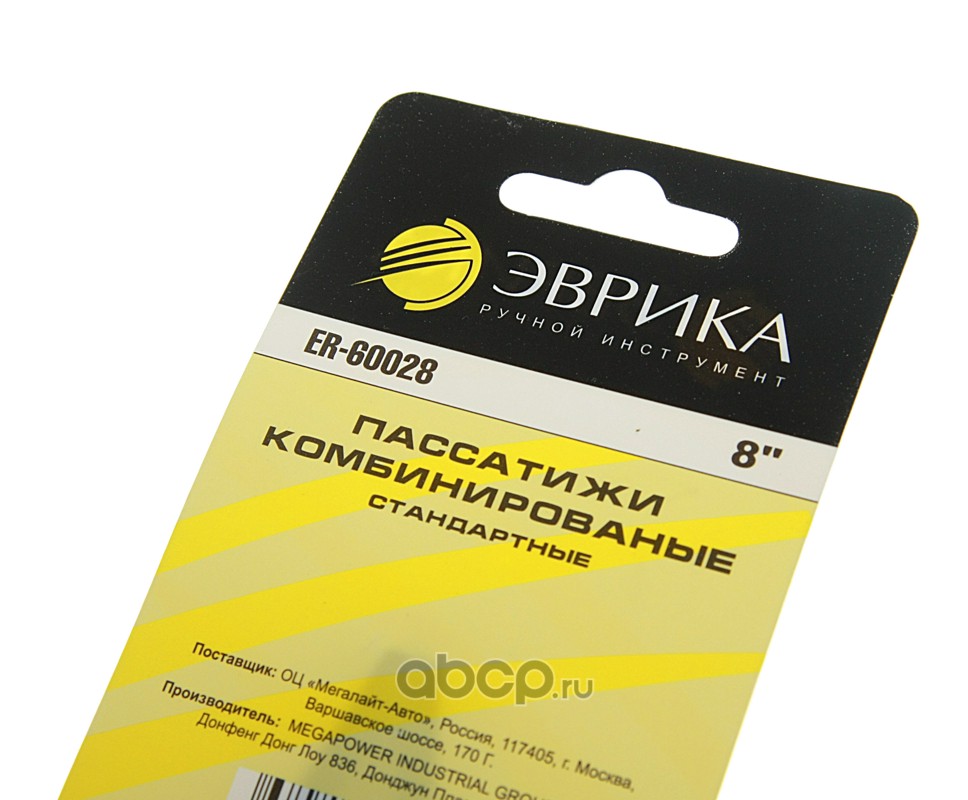 ЭВРИКА
РУЧНОЙ ИНСТРУМЕНТ
ER-60028
8"
ПАССАТИЖИ
КОМБИНИРОВАНЫЕ
СТАНДАРТНЫЕ
Поставщик: ОЦ «Мегалайт-Авто», Россия, 117405, г. Москва,
Варшавское шоссе, 170 Г.
Производитель: MEGAPOWER INDUSTRIAL
Донфенг Донг Лоу 836, Донджун
abcp.ru